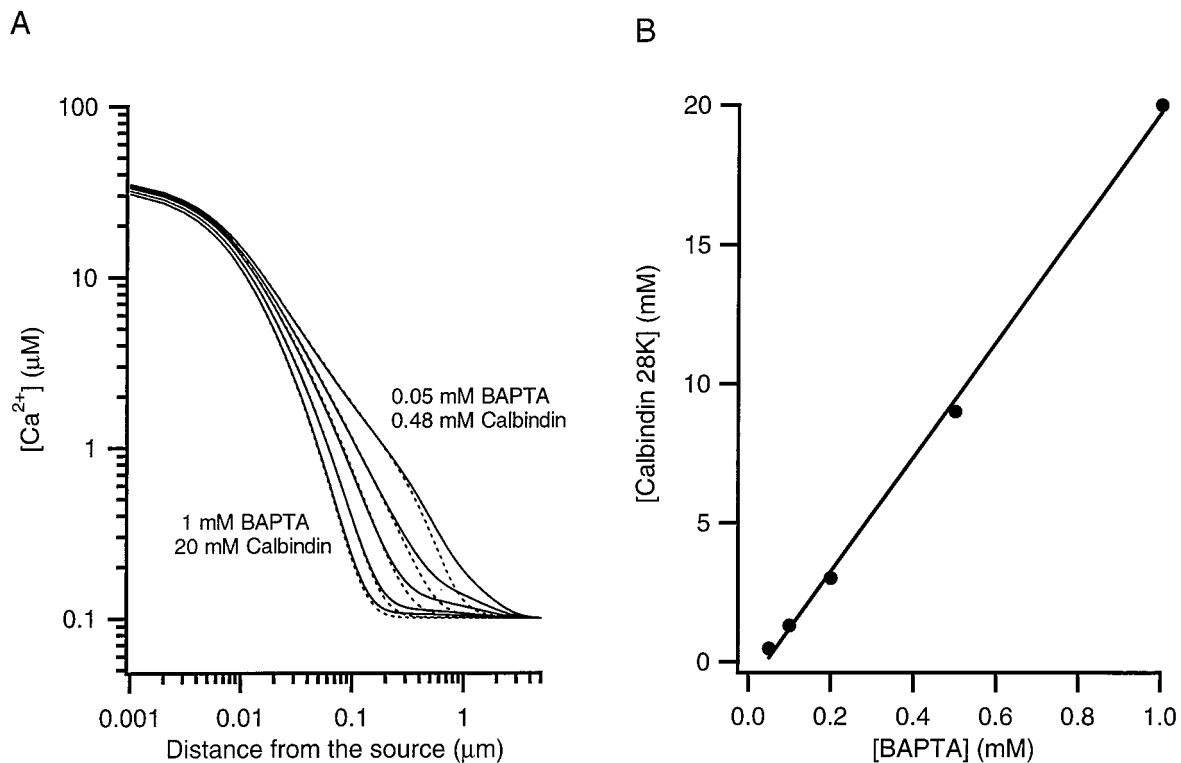 A
100
10
1
0.1
[Ca2+] (μM)
0.05 mM BAPTA
0.48 mM Calbindin
1 mM BAPTA
20 mM Calbindin
0.001
0.01
0.1
1
Distance from the source (μm)
B
20
15
10
5
0
[Calbindin 28K] (mM)
0.0
0.2
0.4
0.6
0.8
1.0
[BAPTA] (mM)